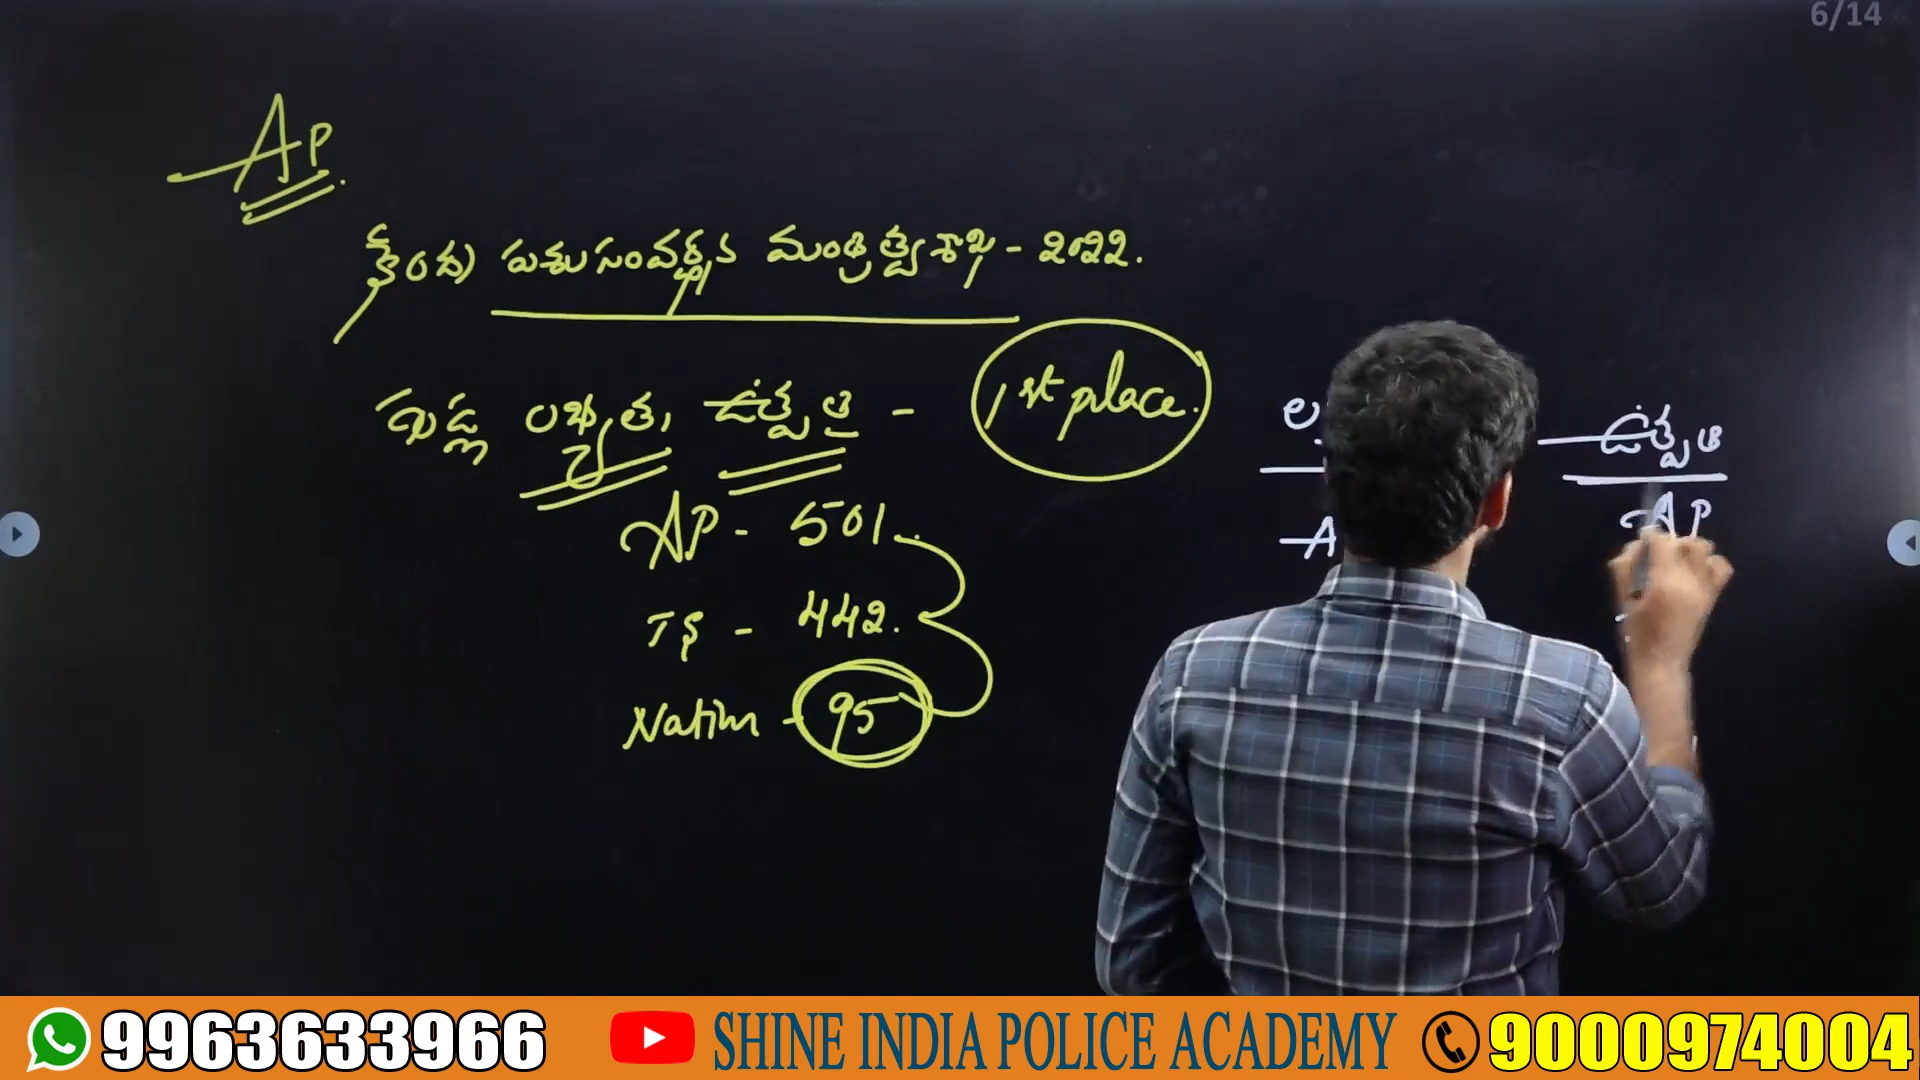 6/14
AP.
కేంద్ర పశుసంవర్ధక మంత్రిత్వశాఖ - 2022.
లభ్యత, ఉత్పత్తి - 1st place.
AP - 501.
TS - 442.
Nation - 95
ఉత్పత్తి
AP
9963633966 SHINE INDIA POLICE ACADEMY 9000974004